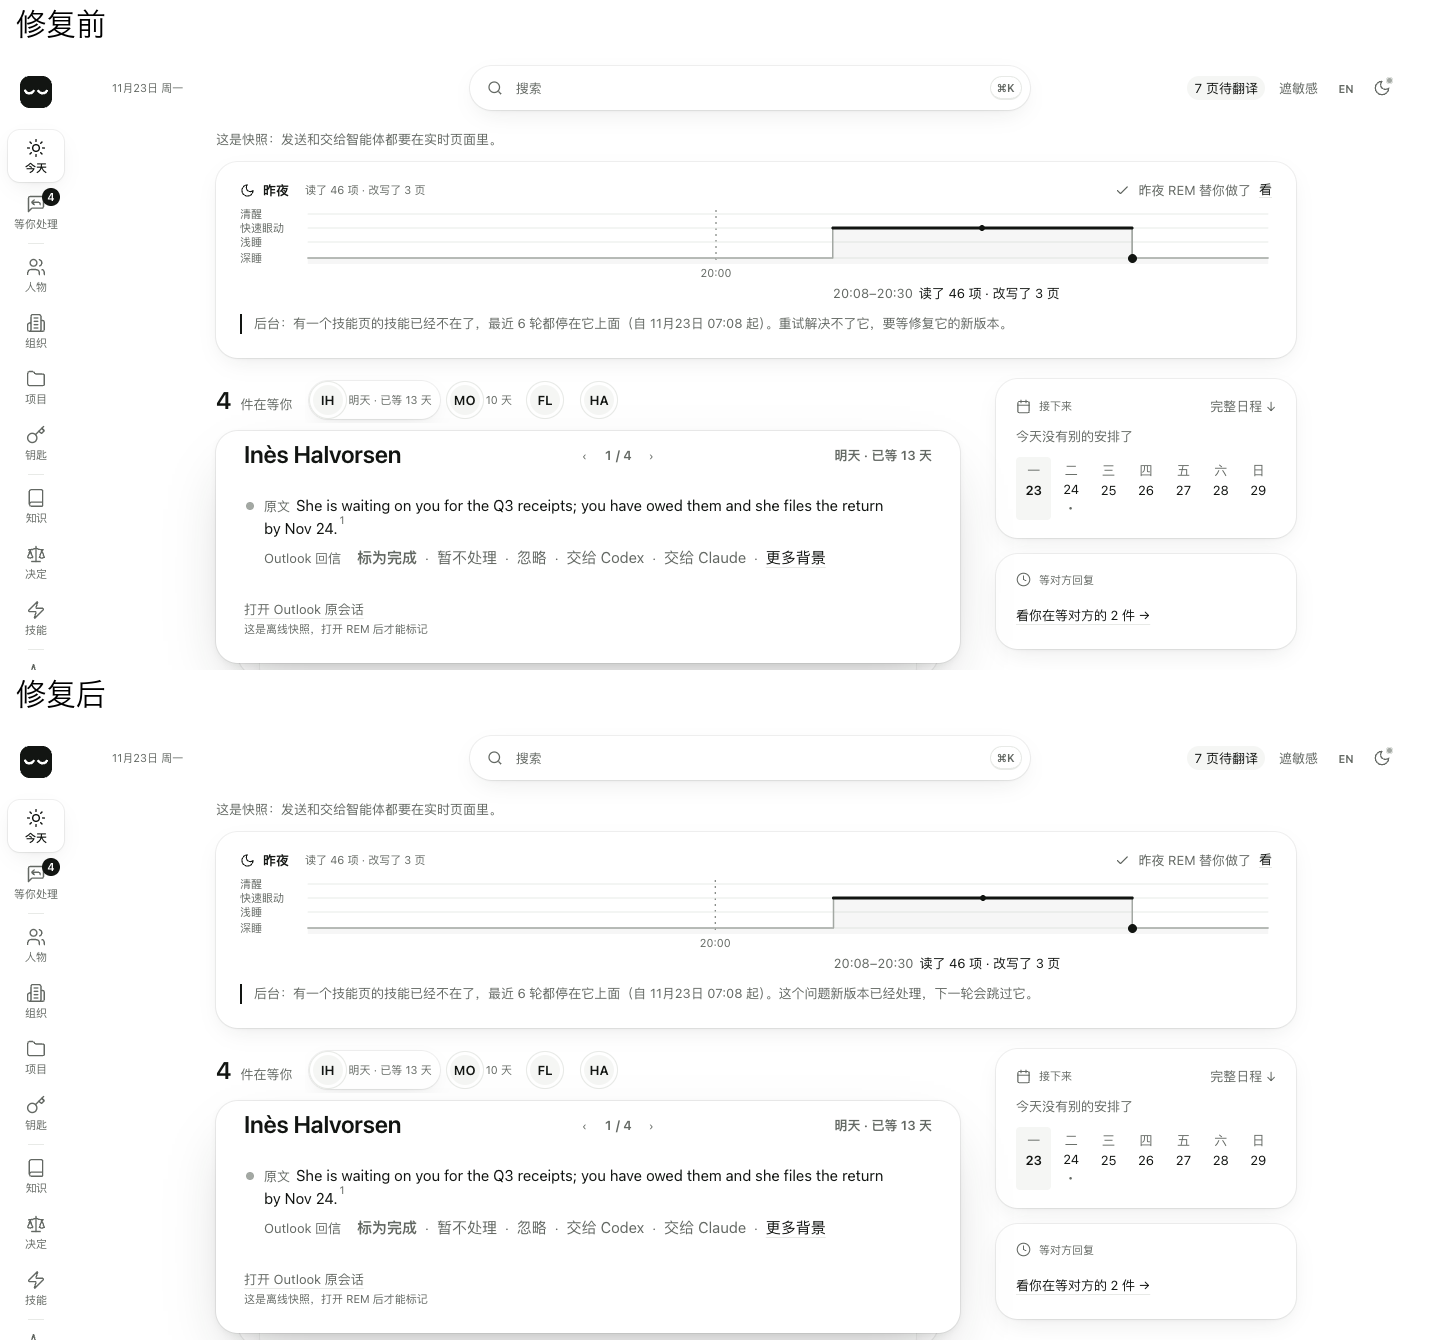 修复前
11月23日 周一
搜索
⌘K
7 页待翻译
遮敏感
EN
今天
4
等你处理
人物
组织
项目
钥匙
知识
决定
技能
这是快照：发送和交给智能体都要在实时页面里。
昨夜 读了 46 项 · 改写了 3 页
昨夜 REM 替你做了 看
清醒
快速眼动
浅睡
深睡
20:00
20:08–20:30 读了 46 项 · 改写了 3 页
后台：有一个技能页的技能已经不在了，最近 6 轮都停在它上面（自 11月23日 07:08 起）。重试解决不了它，要等修复它的新版本。
4 件在等你
IH 明天 · 已等 13 天
MO 10 天
FL
HA
Inès Halvorsen
‹ 1 / 4 ›
明天 · 已等 13 天
原文 She is waiting on you for the Q3 receipts; you have owed them and she files the return
by Nov 24. 1
Outlook 回信 标为完成 · 暂不处理 · 忽略 · 交给 Codex · 交给 Claude · 更多背景
打开 Outlook 原会话
这是离线快照，打开 REM 后才能标记
接下来
完整日程 ↓
今天没有别的安排了
一 二 三 四 五 六 日
23 24 25 26 27 28 29
等对方回复
看你在等对方的 2 件 →
修复后
11月23日 周一
搜索
⌘K
7 页待翻译
遮敏感
EN
今天
4
等你处理
人物
组织
项目
钥匙
知识
决定
技能
这是快照：发送和交给智能体都要在实时页面里。
昨夜 读了 46 项 · 改写了 3 页
昨夜 REM 替你做了 看
清醒
快速眼动
浅睡
深睡
20:00
20:08–20:30 读了 46 项 · 改写了 3 页
后台：有一个技能页的技能已经不在了，最近 6 轮都停在它上面（自 11月23日 07:08 起）。这个问题新版本已经处理，下一轮会跳过它。
4 件在等你
IH 明天 · 已等 13 天
MO 10 天
FL
HA
Inès Halvorsen
‹ 1 / 4 ›
明天 · 已等 13 天
原文 She is waiting on you for the Q3 receipts; you have owed them and she files the return
by Nov 24. 1
Outlook 回信 标为完成 · 暂不处理 · 忽略 · 交给 Codex · 交给 Claude · 更多背景
打开 Outlook 原会话
这是离线快照，打开 REM 后才能标记
接下来
完整日程 ↓
今天没有别的安排了
一 二 三 四 五 六 日
23 24 25 26 27 28 29
等对方回复
看你在等对方的 2 件 →